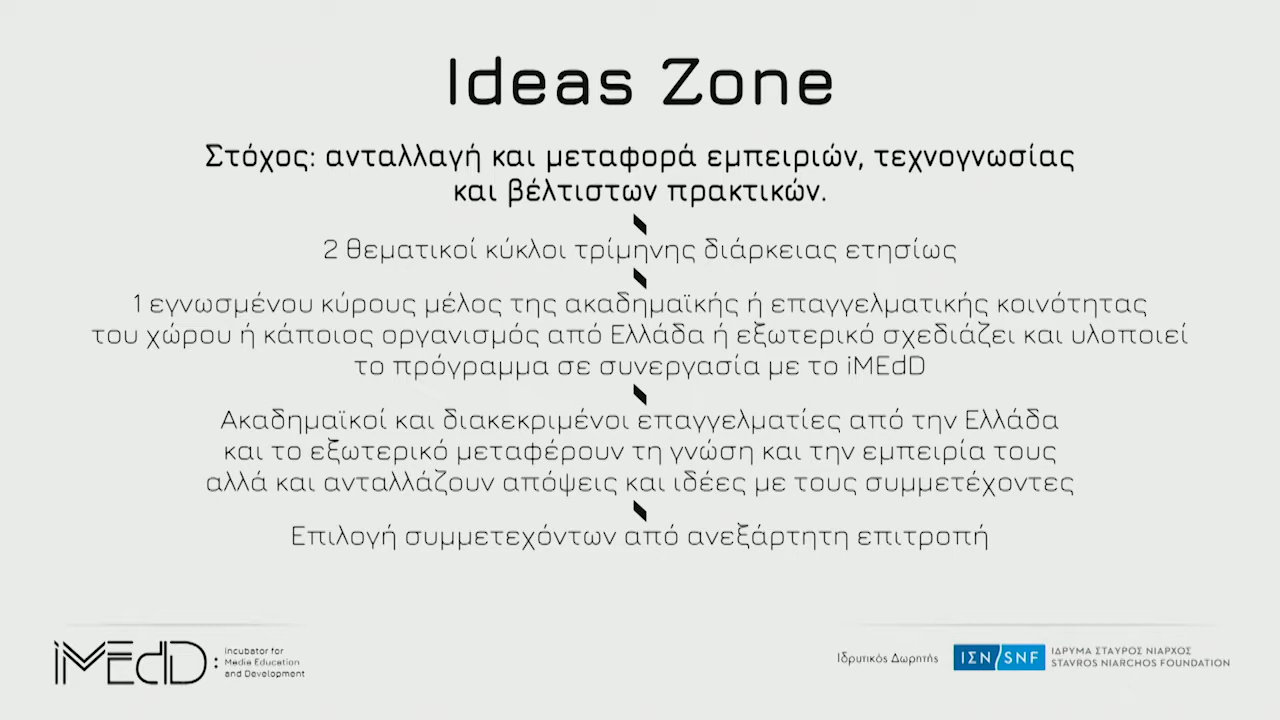 Ideas Zone
Στόχος: ανταλλαγή και μεταφορά εμπειριών, τεχνογνωσίας
και βέλτιστων πρακτικών.
2 θεματικοί κύκλοι τρίμηνης διάρκειας ετησίως
1 εγνωσμένου κύρους μέλος της ακαδημαϊκής ή επαγγελματικής κοινότητας
του χώρου ή κάποιος οργανισμός από Ελλάδα ή εξωτερικό σχεδιάζει και υλοποιεί
το πρόγραμμα σε συνεργασία με το iMEdD
Ακαδημαϊκοί και διακεκριμένοι επαγγελματίες από την Ελλάδα
και το εξωτερικό μεταφέρουν τη γνώση και την εμπειρία τους
αλλά και ανταλλάζουν απόψεις και ιδέες με τους συμμετέχοντες
Επιλογή συμμετεχόντων από ανεξάρτητη επιτροπή
iMEdD:
Incubator for
Media Education
and Development
Ιδρυτικός Δωρητής
ΙΣΝ/SNF
ΙΔΡΥΜΑ ΣΤΑΥΡΟΣ ΝΙΑΡΧΟΣ
STAVROS NIARCHOS FOUNDATION